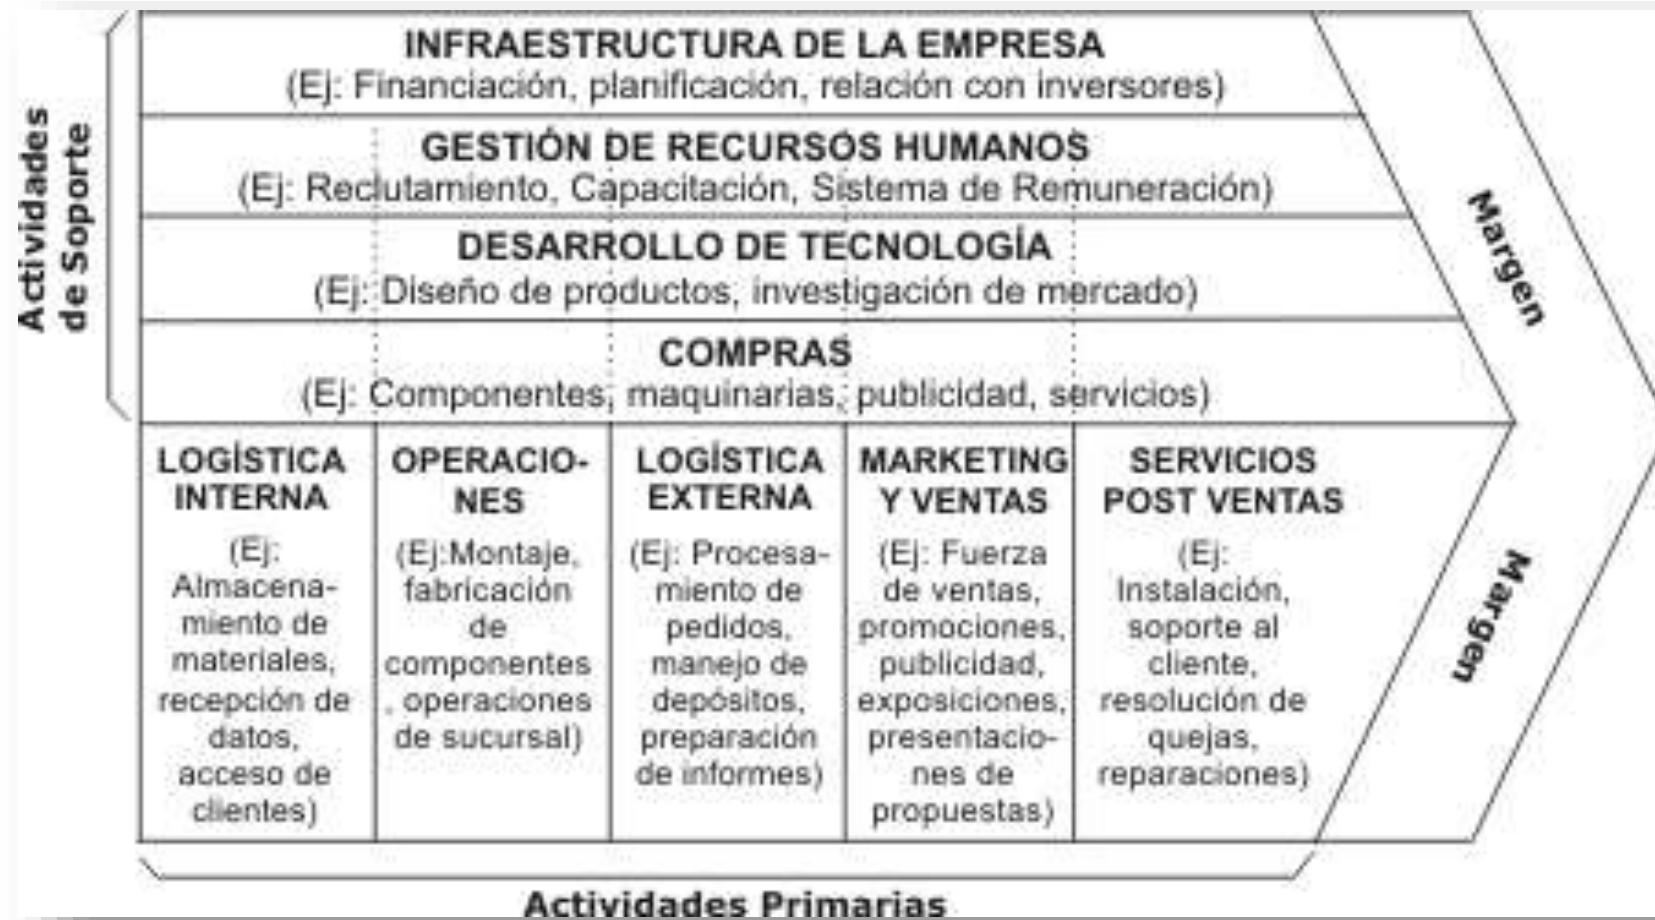 Actividades
de Soporte
INFRAESTRUCTURA DE LA EMPRESA
(Ej: Financiación, planificación, relación con inversores)
GESTIÓN DE RECURSOS HUMANOS
(Ej: Reclutamiento, Capacitación, Sistema de Remuneración)
DESARROLLO DE TECNOLOGÍA
(Ej: Diseño de productos, investigación de mercado)
COMPRAS
(Ej: Componentes, maquinarias, publicidad, servicios)
LOGÍSTICA
INTERNA
(Ej:
Almacena-
miento de
materiales,
recepción de
datos,
acceso de
clientes)
OPERACIO-
NES
(Ej:Montaje,
fabricación
de
componentes
, operaciones
de sucursal)
LOGÍSTICA
EXTERNA
(Ej: Procesa-
miento de
pedidos,
manejo de
depósitos,
preparación
de informes)
MARKETING
Y VENTAS
(Ej: Fuerza
de ventas,
promociones,
publicidad,
exposiciones,
presentacio-
nes de
propuestas)
SERVICIOS
POST VENTAS
(Ej:
Instalación,
soporte al
cliente,
resolución de
quejas,
reparaciones)
Margen
Margen
Actividades Primarias